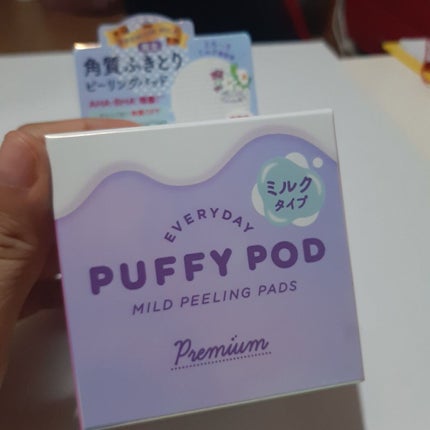 角質ふきとり
ピーリングパッド
AHA・BHA
ミルク
タイプ
EVERYDAY
PUFFY POD
MILD PEELING PADS
Premium